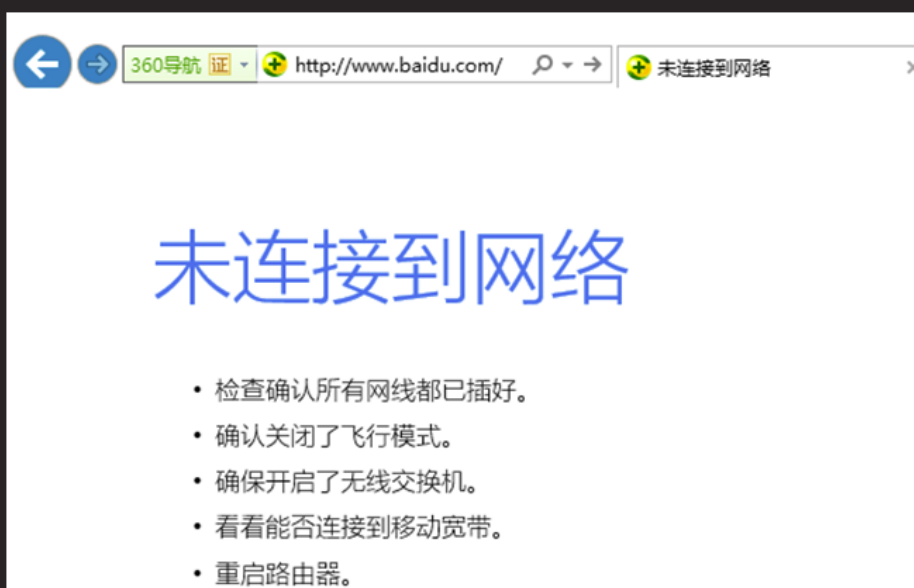 360导航 证 http://www.baidu.com/ 未连接到网络
未连接到网络
• 检查确认所有网线都已插好。
• 确认关闭了飞行模式。
• 确保开启了无线交换机。
• 看看能否连接到移动宽带。
• 重启路由器。